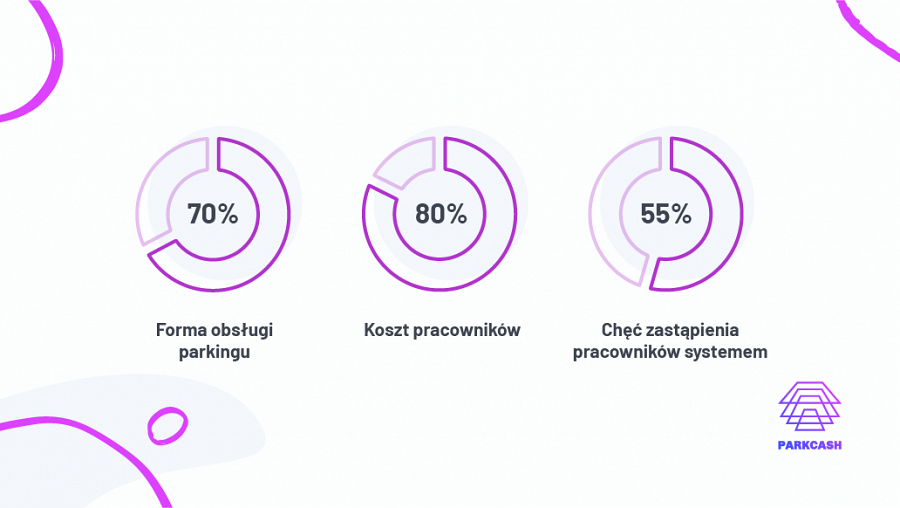 70%
80%
55%
Forma obsługi
parkingu
Koszt pracowników
Chęć zastąpienia
pracowników systemem
PARKCASH